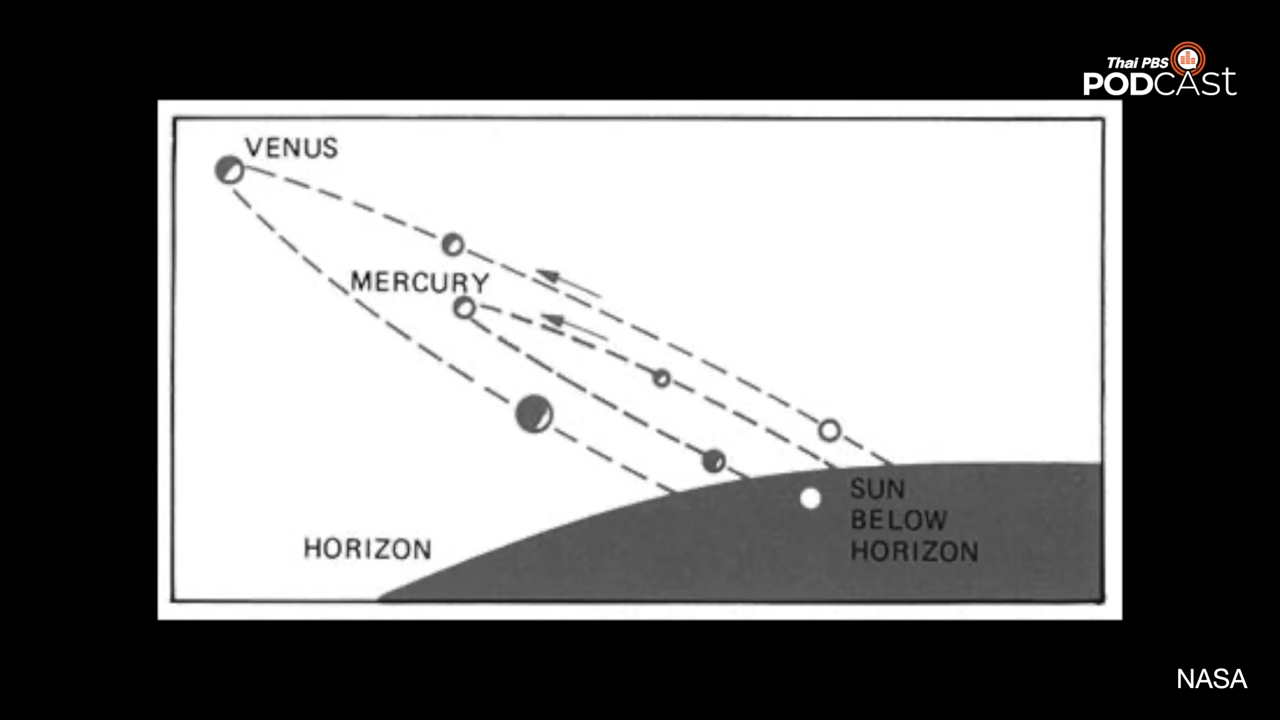 Thai PBS
PODCAST
VENUS
MERCURY
SUN
BELOW
HORIZON
HORIZON
NASA